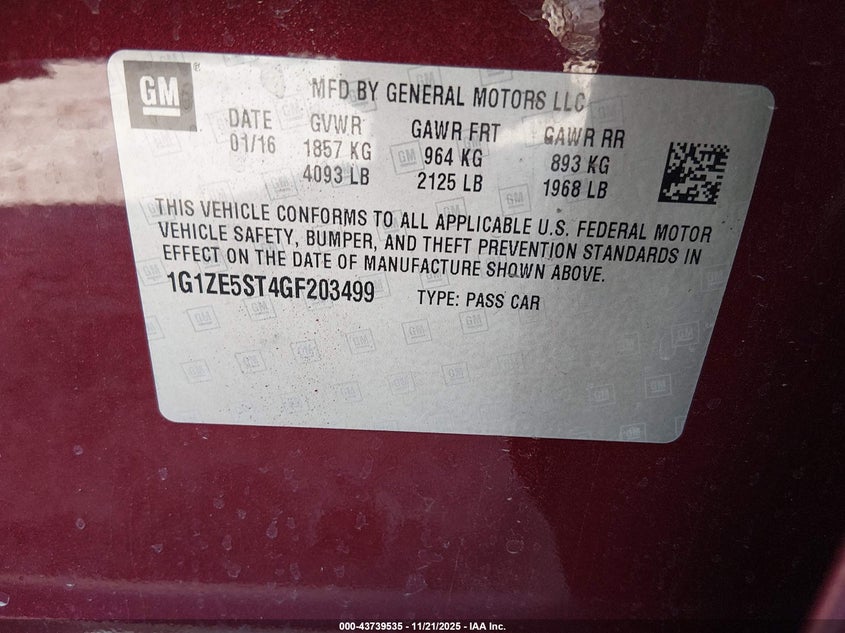 GM
MFD BY GENERAL MOTORS LLC
DATE GVWR GAWR FRT GAWR RR
01/16 1857 KG 964 KG 893 KG
4093 LB 2125 LB 1968 LB
THIS VEHICLE CONFORMS TO ALL APPLICABLE U.S. FEDERAL MOTOR
VEHICLE SAFETY, BUMPER, AND THEFT PREVENTION STANDARDS IN
EFFECT ON THE DATE OF MANUFACTURE SHOWN ABOVE.
1G1ZE5ST4GF203499 TYPE: PASS CAR
000-43739535 - 11/21/2025 - IAA Inc.